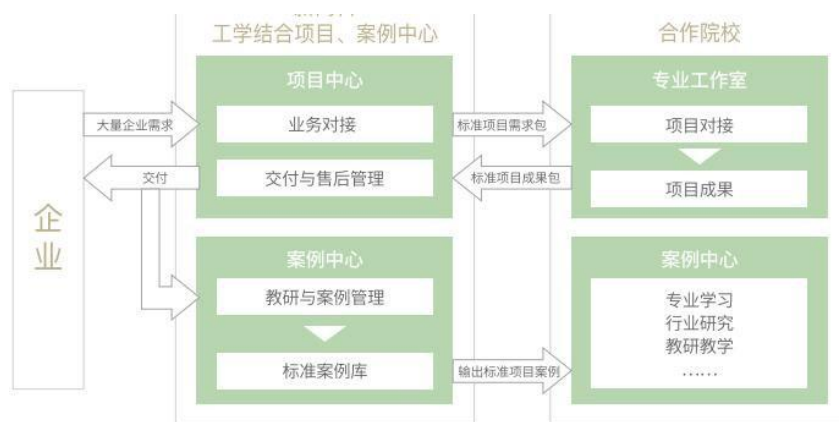 工学结合项目、案例中心
合作院校
项目中心
专业工作室
大量企业需求
业务对接
标准项目需求包
项目对接
交付
交付与售后管理
标准项目成果包
项目成果
企业
案例中心
案例中心
教研与案例管理
专业学习
行业研究
教研教学
……
标准案例库
输出标准项目案例